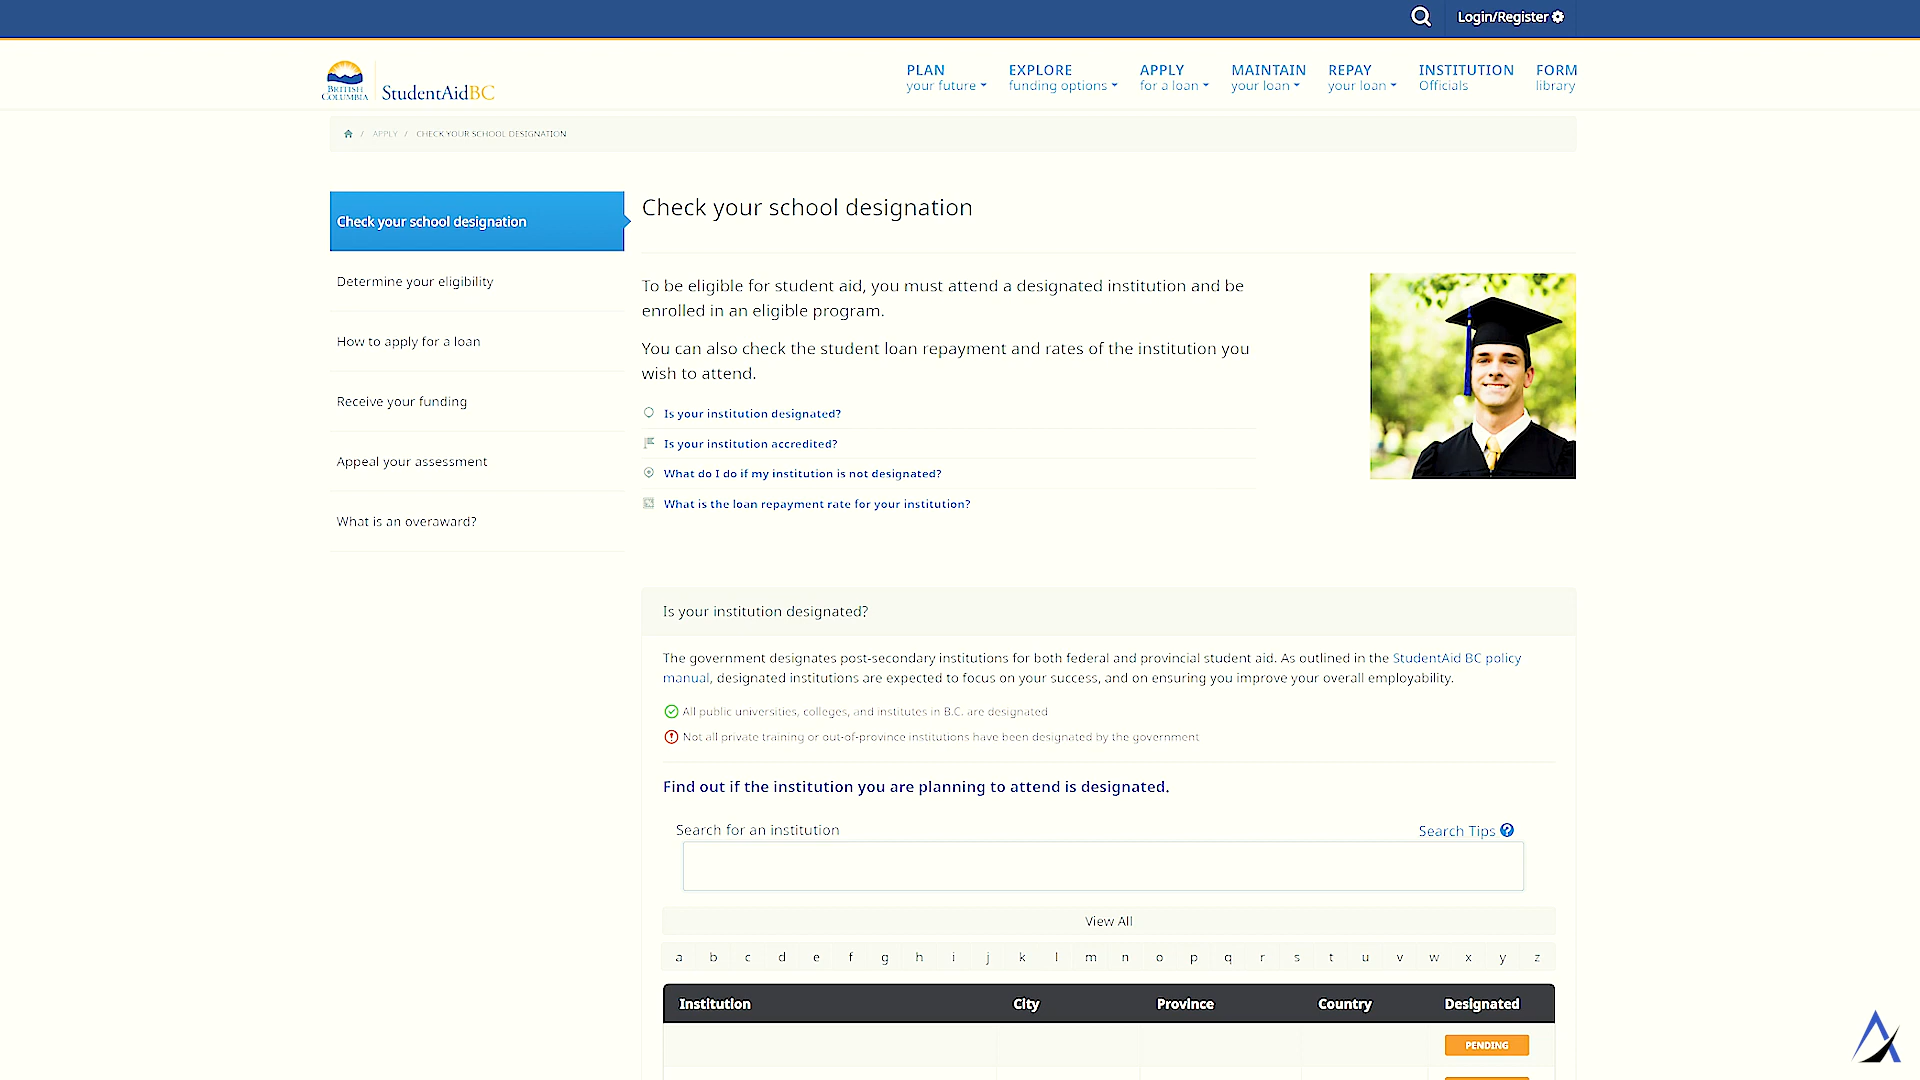 Login/Register
BRITISH
COLUMBIA
StudentAidBC
PLAN
your future
EXPLORE
funding options
APPLY
for a loan
MAINTAIN
your loan
REPAY
your loan
INSTITUTION
Officials
FORM
library
/ APPLY / CHECK YOUR SCHOOL DESIGNATION
Check your school designation
Determine your eligibility
How to apply for a loan
Receive your funding
Appeal your assessment
What is an overaward?
Check your school designation
To be eligible for student aid, you must attend a designated institution and be
enrolled in an eligible program.
You can also check the student loan repayment and rates of the institution you
wish to attend.
Is your institution designated?
Is your institution accredited?
What do I do if my institution is not designated?
What is the loan repayment rate for your institution?
Is your institution designated?
The government designates post-secondary institutions for both federal and provincial student aid. As outlined in the StudentAid BC policy
manual, designated institutions are expected to focus on your success, and on ensuring you improve your overall employability.
All public universities, colleges, and institutes in B.C. are designated
Not all private training or out-of-province institutions have been designated by the government
Find out if the institution you are planning to attend is designated.
Search for an institution
Search Tips
View All
a b c d e f g h i j k l m n o p q r s t u v w x y z
Institution City Province Country Designated
PENDING